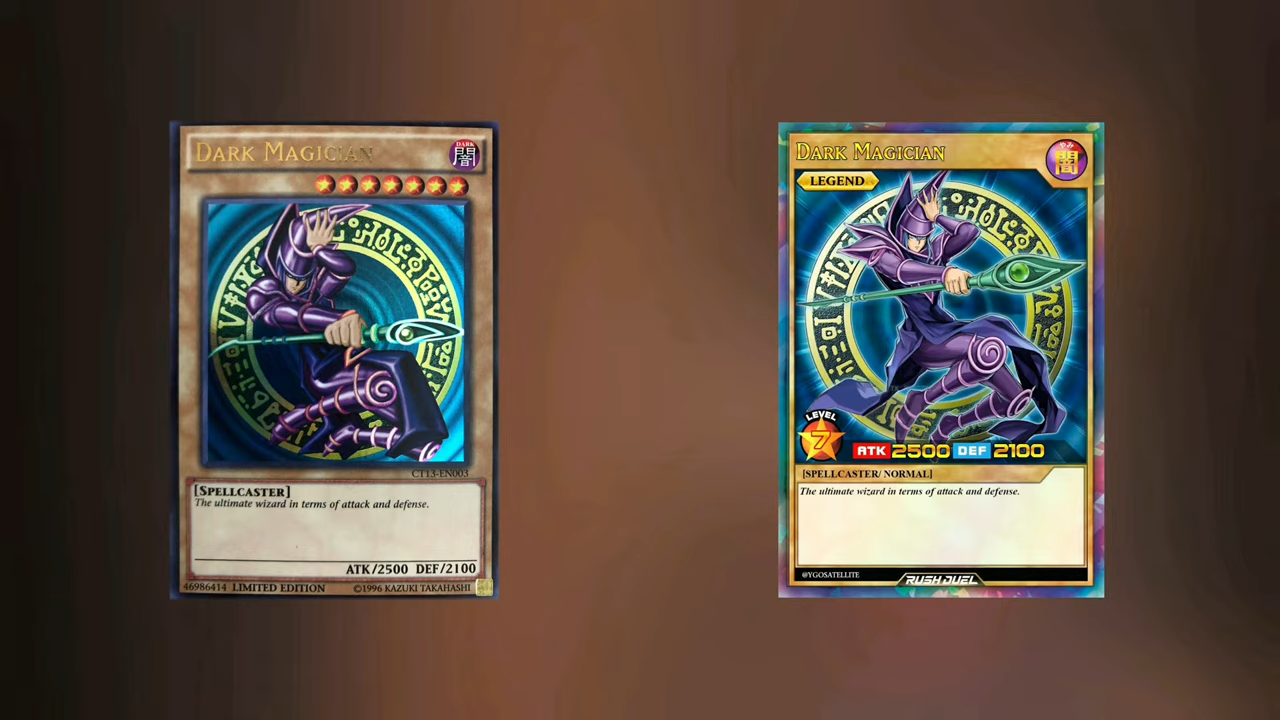 DARK MAGICIAN
DARK
闇
CT13-EN003
[SPELLCASTER]
The ultimate wizard in terms of attack and defense.
ATK/2500 DEF/2100
46986414 LIMITED EDITION ©1996 KAZUKI TAKAHASHI
DARK MAGICIAN
やみ
闇
LEGEND
LEVEL
7
ATK 2500 DEF 2100
[SPELLCASTER/ NORMAL]
The ultimate wizard in terms of attack and defense.
@YGOSATELLITE
RUSH DUEL